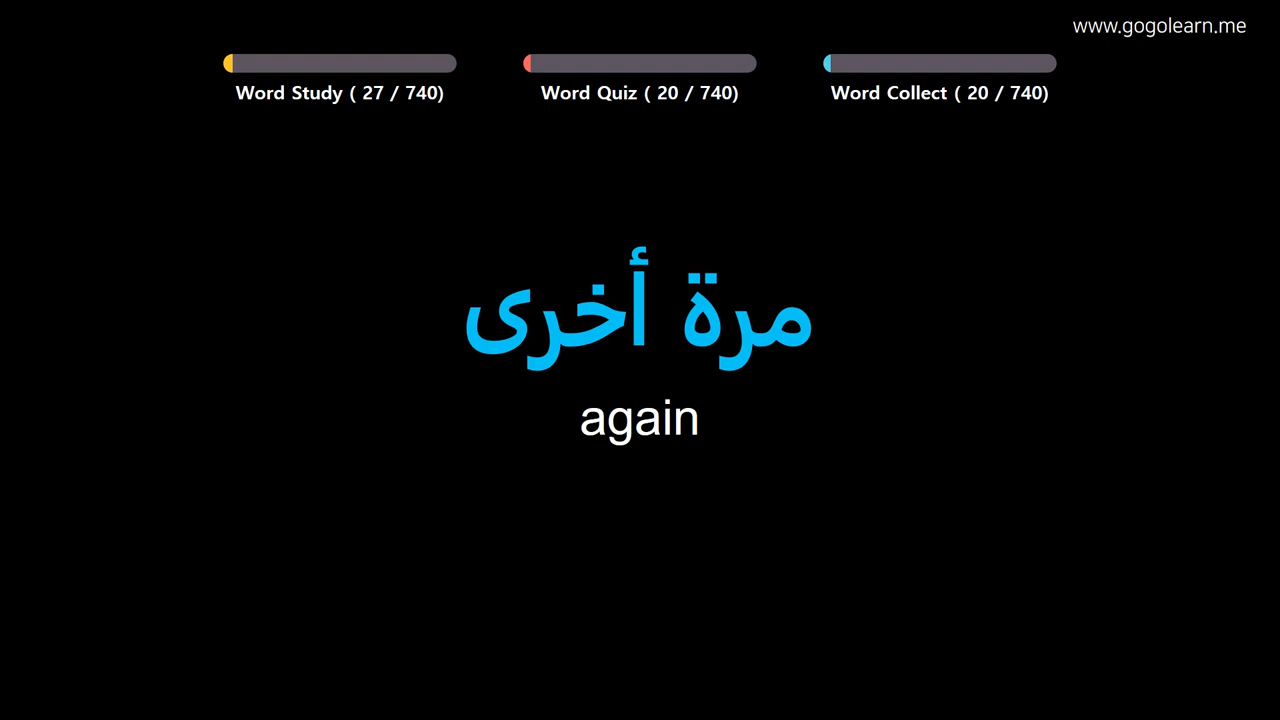 www.gogolearn.me
Word Study ( 27 / 740)
Word Quiz ( 20 / 740)
Word Collect ( 20 / 740)
مرة أخرى
again